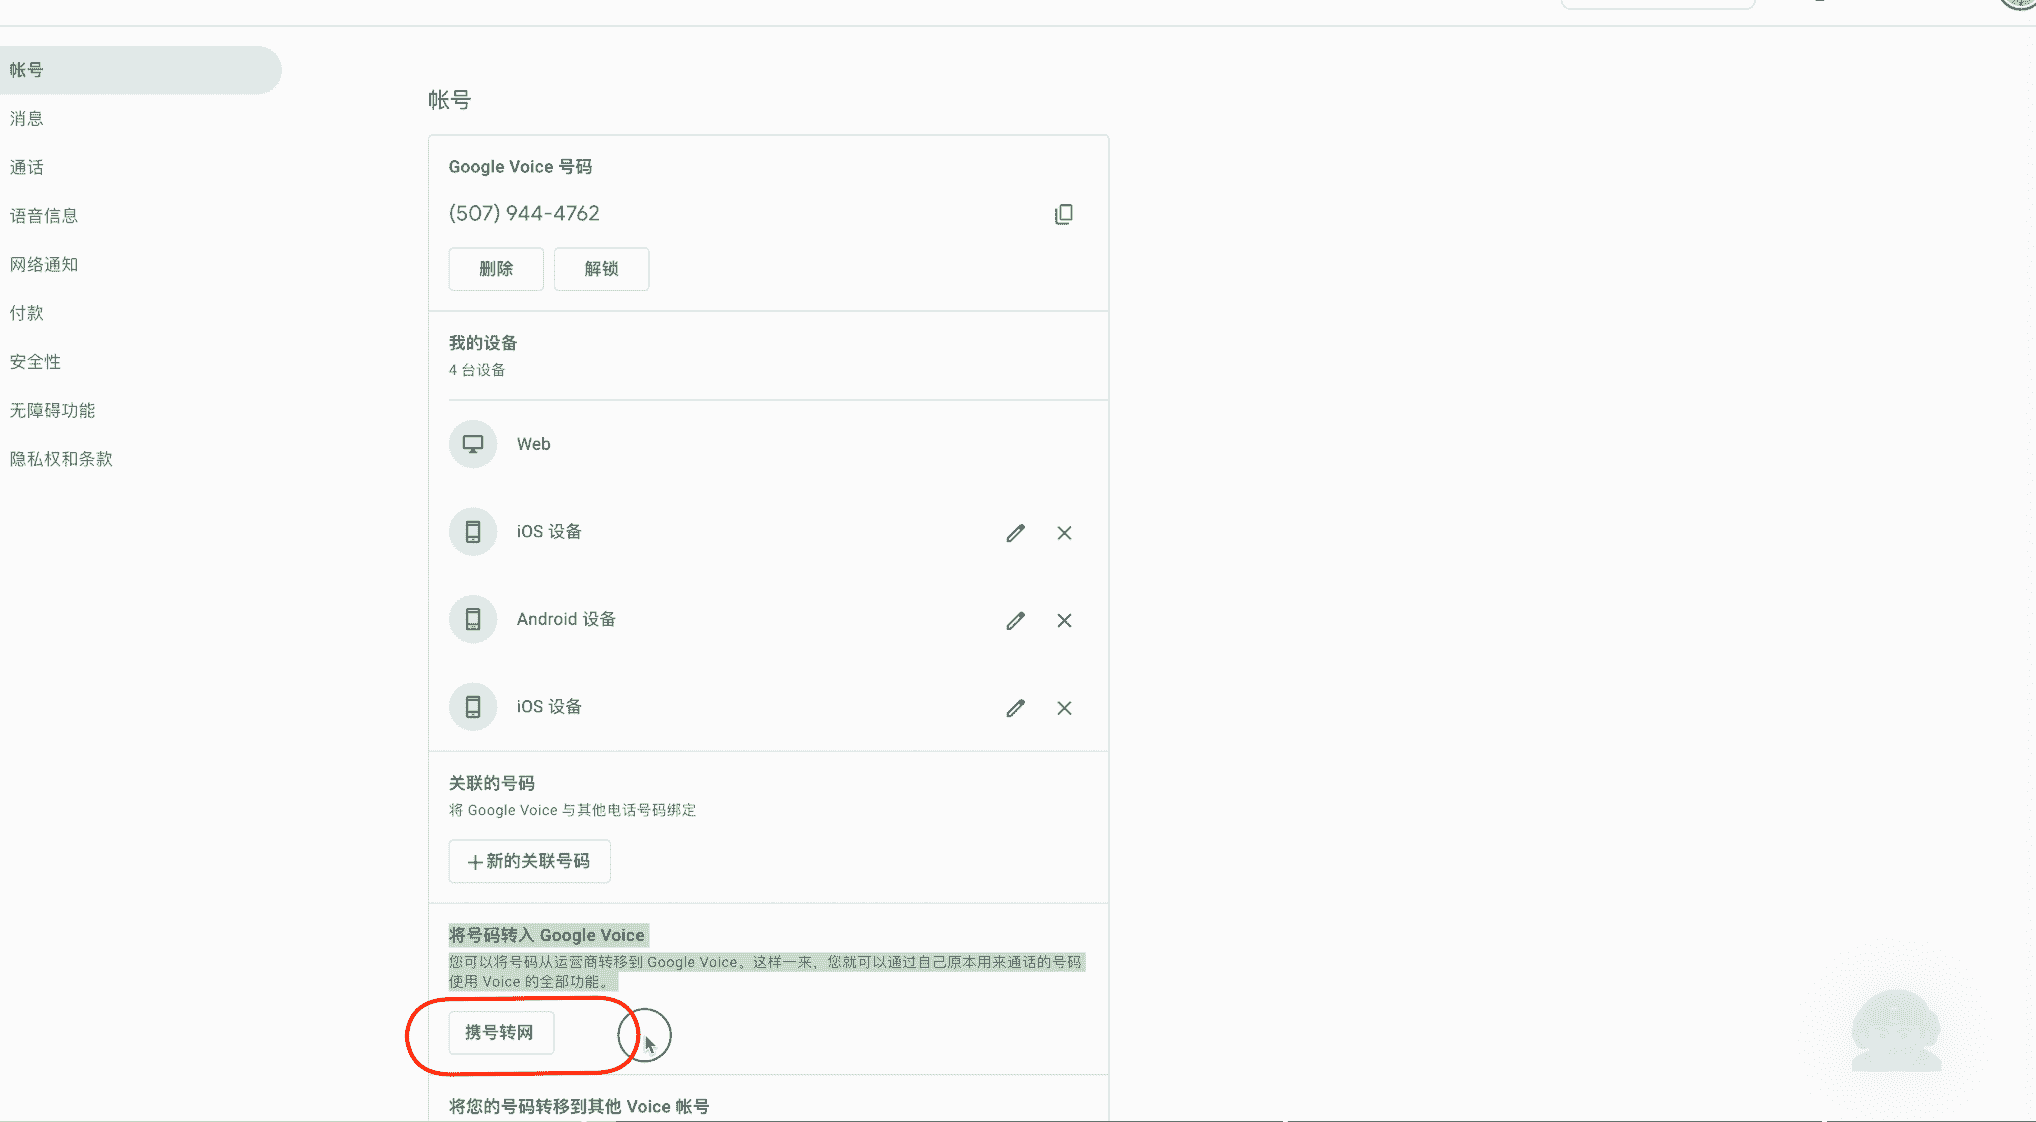 帐号
消息
通话
语音信息
网络通知
付款
安全性
无障碍功能
隐私权和条款
帐号
Google Voice 号码
(507) 944-4762
删除
解锁
我的设备
4 台设备
Web
iOS 设备
Android 设备
iOS 设备
关联的号码
将 Google Voice 与其他电话号码绑定
+新的关联号码
将号码转入 Google Voice
您可以将号码从运营商转移到 Google Voice。这样一来，您就可以通过自己原本用来通话的号码
使用 Voice 的全部功能。
携号转网
将您的号码转移到其他 Voice 帐号